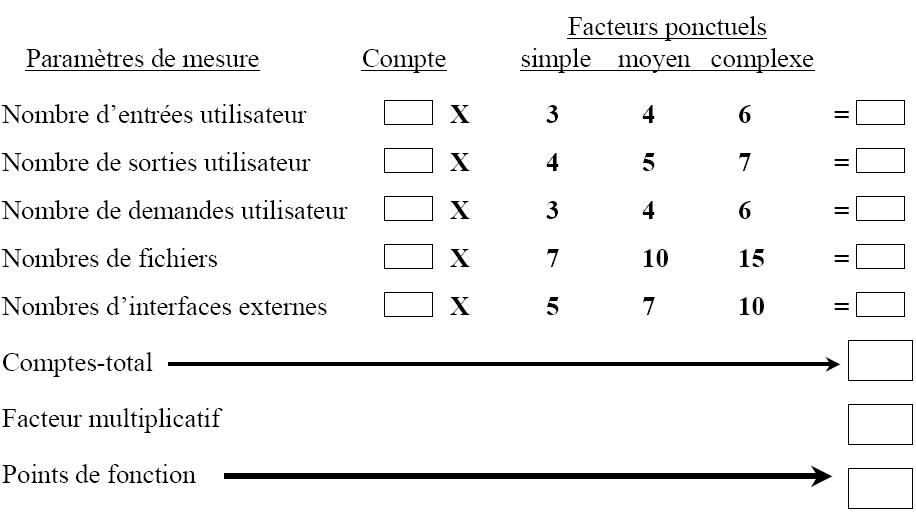 Facteurs ponctuels
Paramètres de mesure Compte simple moyen complexe
Nombre d’entrées utilisateur X 3 4 6 =
Nombre de sorties utilisateur X 4 5 7 =
Nombre de demandes utilisateur X 3 4 6 =
Nombres de fichiers X 7 10 15 =
Nombres d’interfaces externes X 5 7 10 =
Comptes-total
Facteur multiplicatif
Points de fonction